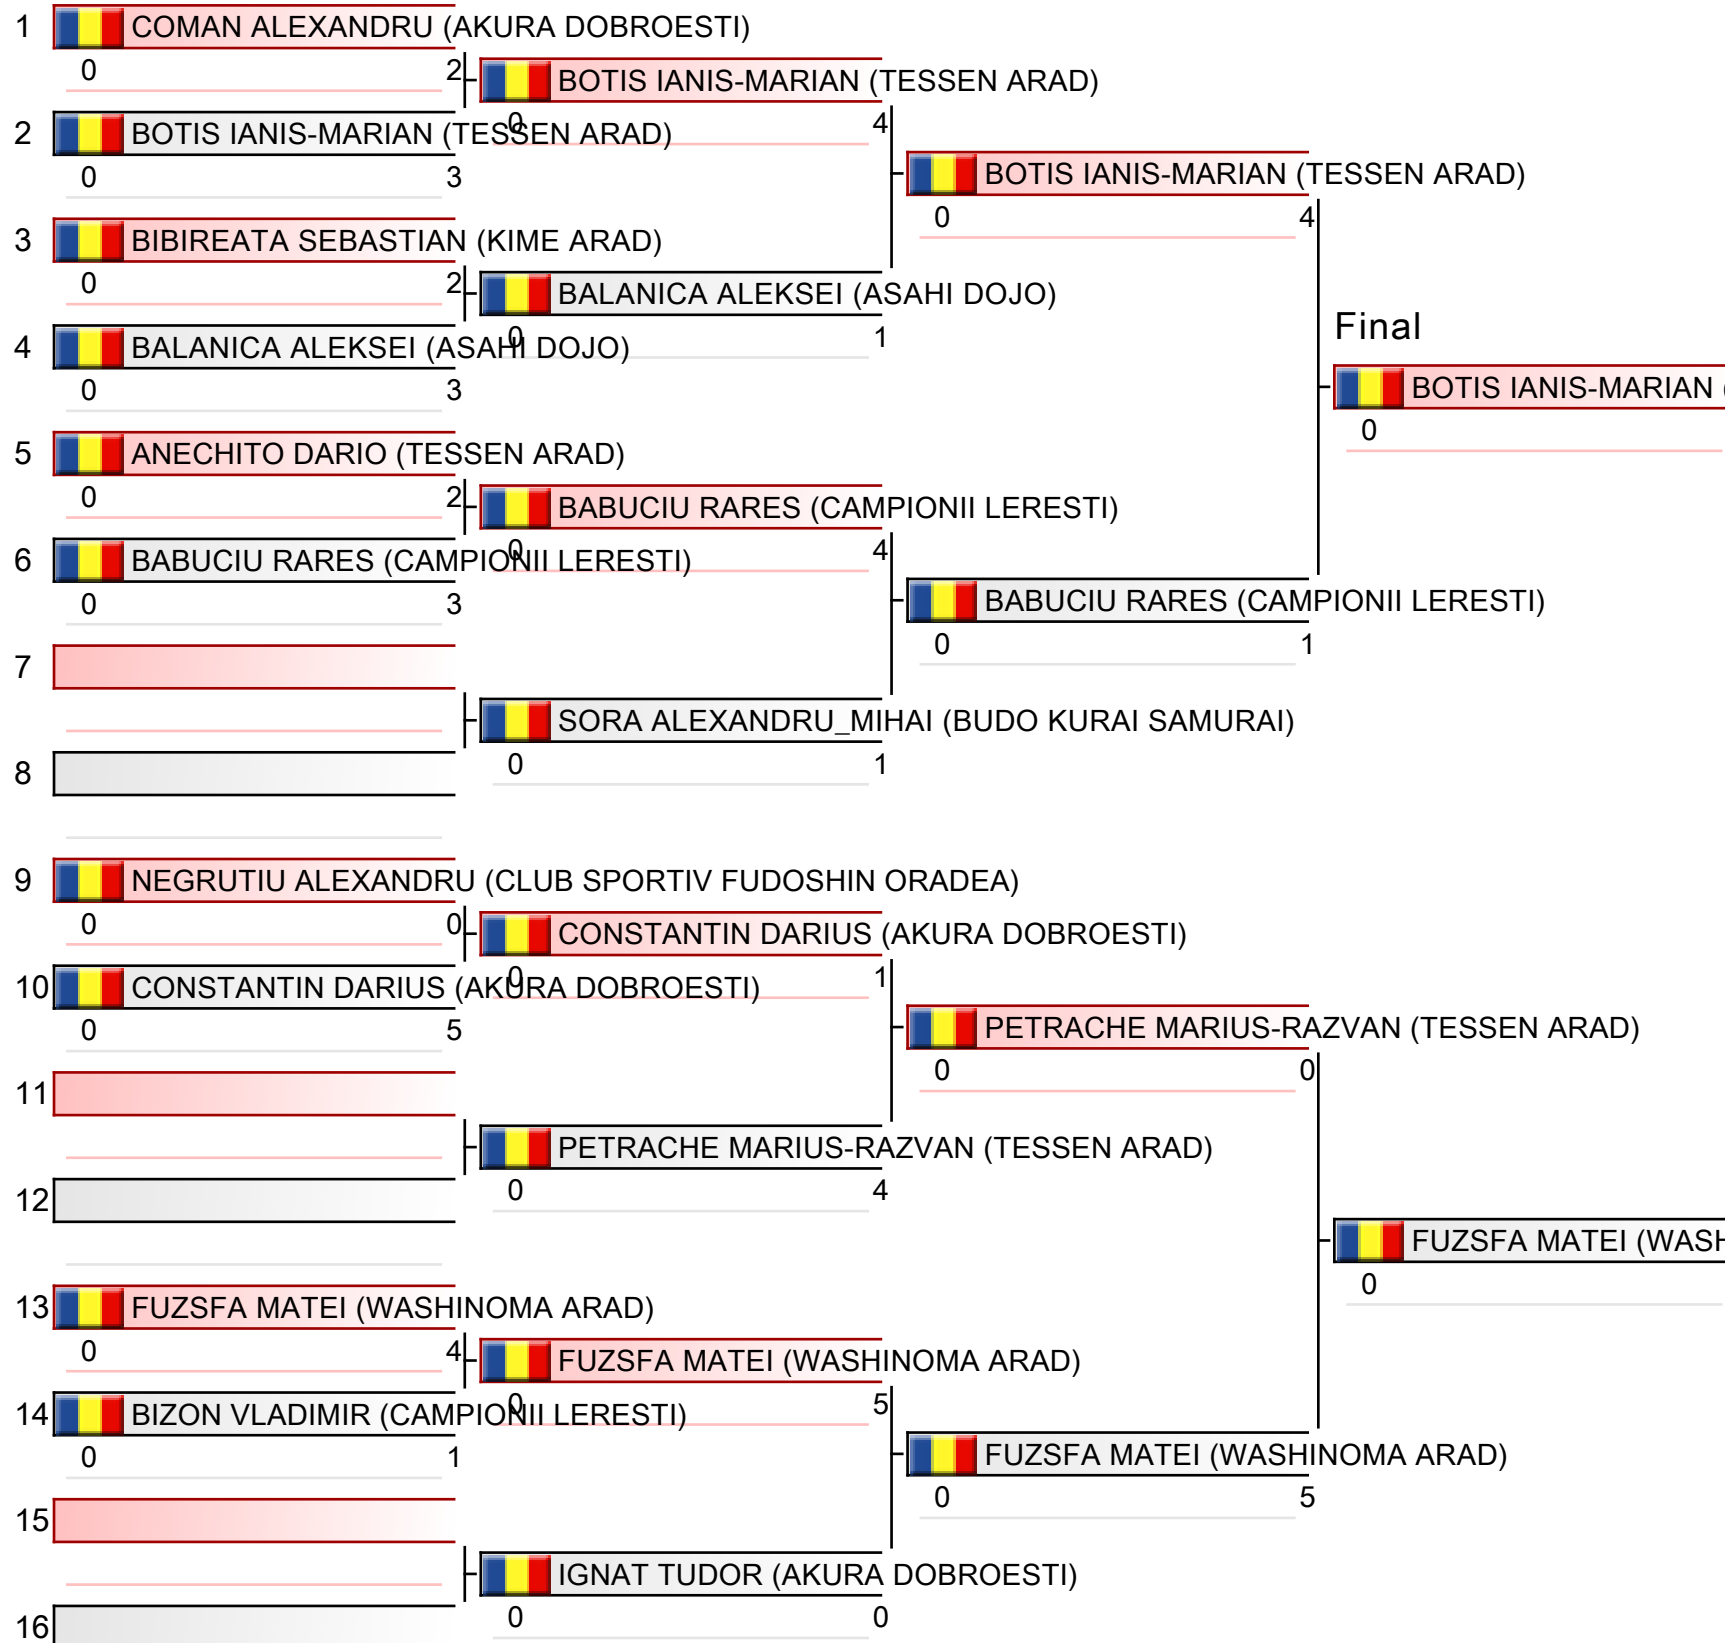 1 COMAN ALEXANDRU (AKURA DOBROESTI)
0 2
BOTIS IANIS-MARIAN (TESSEN ARAD)
0 4
2 BOTIS IANIS-MARIAN (TESSEN ARAD)
0 3
BOTIS IANIS-MARIAN (TESSEN ARAD)
0 4
3 BIBIREATA SEBASTIAN (KIME ARAD)
0 2
BALANICA ALEKSEI (ASAHI DOJO)
0 1
4 BALANICA ALEKSEI (ASAHI DOJO)
0 3
Final
BOTIS IANIS-MARIAN (
0
5 ANECHITO DARIO (TESSEN ARAD)
0 2
BABUCIU RARES (CAMPIONII LERESTI)
0 4
6 BABUCIU RARES (CAMPIONII LERESTI)
0 3
BABUCIU RARES (CAMPIONII LERESTI)
0 1
7
SORA ALEXANDRU_MIHAI (BUDO KURAI SAMURAI)
0 1
8
9 NEGRUTIU ALEXANDRU (CLUB SPORTIV FUDOSHIN ORADEA)
0 0
CONSTANTIN DARIUS (AKURA DOBROESTI)
0 1
10 CONSTANTIN DARIUS (AKURA DOBROESTI)
0 5
PETRACHE MARIUS-RAZVAN (TESSEN ARAD)
0 0
11
PETRACHE MARIUS-RAZVAN (TESSEN ARAD)
0 4
12
FUZSFA MATEI (WASH
0
13 FUZSFA MATEI (WASHINOMA ARAD)
0 4
FUZSFA MATEI (WASHINOMA ARAD)
0 5
14 BIZON VLADIMIR (CAMPIONII LERESTI)
0 1
FUZSFA MATEI (WASHINOMA ARAD)
0 5
15
IGNAT TUDOR (AKURA DOBROESTI)
0 0
16